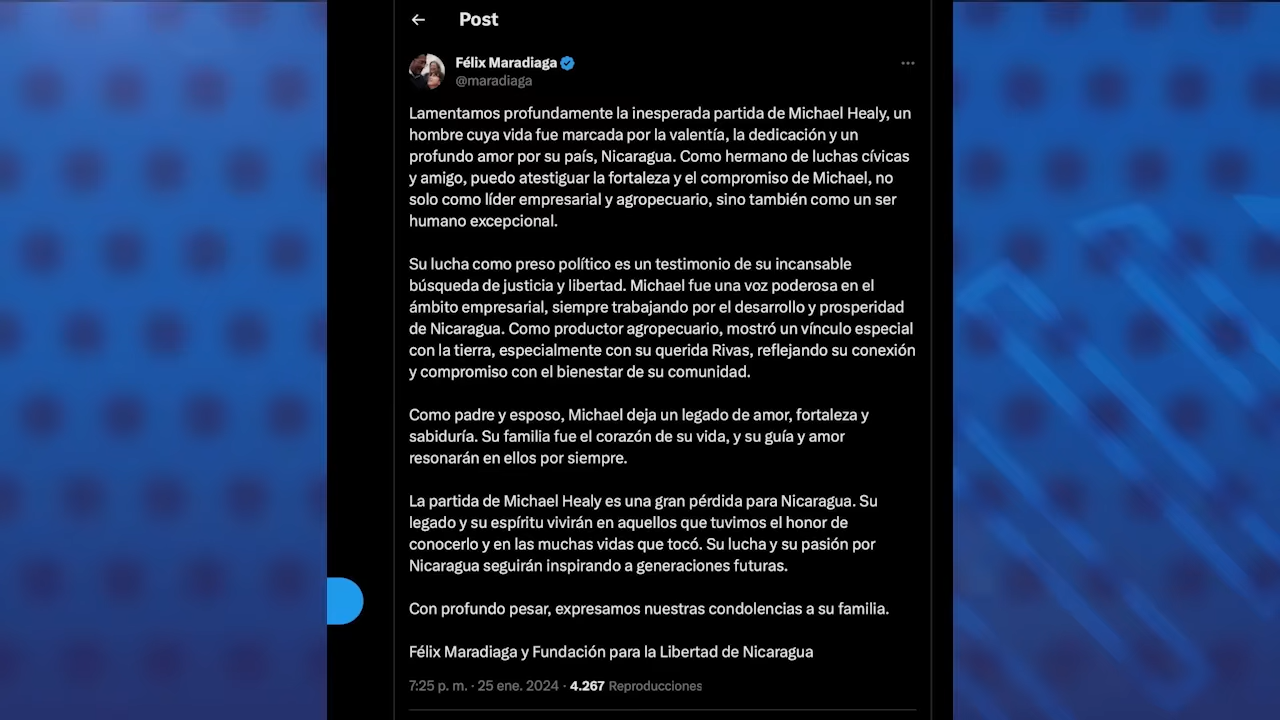 Post
Félix Maradiaga
@maradiaga
Lamentamos profundamente la inesperada partida de Michael Healy, un
hombre cuya vida fue marcada por la valentía, la dedicación y un
profundo amor por su país, Nicaragua. Como hermano de luchas cívicas
y amigo, puedo atestiguar la fortaleza y el compromiso de Michael, no
solo como líder empresarial y agropecuario, sino también como un ser
humano excepcional.
Su lucha como preso político es un testimonio de su incansable
búsqueda de justicia y libertad. Michael fue una voz poderosa en el
ámbito empresarial, siempre trabajando por el desarrollo y prosperidad
de Nicaragua. Como productor agropecuario, mostró un vínculo especial
con la tierra, especialmente con su querida Rivas, reflejando su conexión
y compromiso con el bienestar de su comunidad.
Como padre y esposo, Michael deja un legado de amor, fortaleza y
sabiduría. Su familia fue el corazón de su vida, y su guía y amor
resonarán en ellos por siempre.
La partida de Michael Healy es una gran pérdida para Nicaragua. Su
legado y su espíritu vivirán en aquellos que tuvimos el honor de
conocerlo y en las muchas vidas que tocó. Su lucha y su pasión por
Nicaragua seguirán inspirando a generaciones futuras.
Con profundo pesar, expresamos nuestras condolencias a su familia.
Félix Maradiaga y Fundación para la Libertad de Nicaragua
7:25 p. m. · 25 ene. 2024 · 4.267 Reproducciones